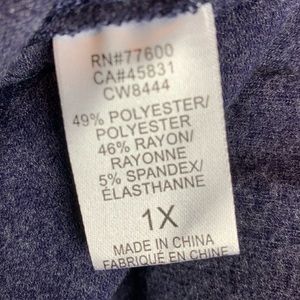 RN#77600
CA#45831
CW8444
49% POLYESTER/
POLYESTER
46% RAYON/
RAYONNE
5% SPANDEX/
ÉLASTHANNE
1X
MADE IN CHINA
FABRIQUÉ EN CHINE